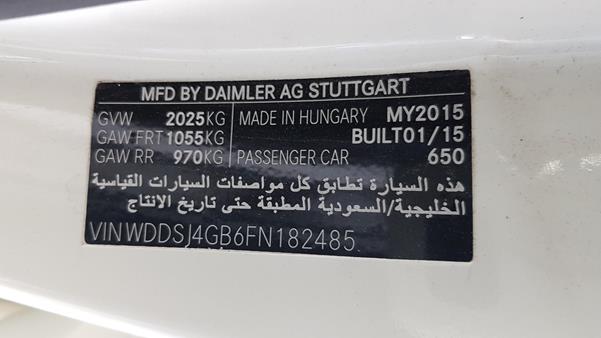 MFD BY DAIMLER AG STUTTGART
GVW 2025KG MADE IN HUNGARY MY2015
GAW FRT 1055KG BUILT01/15
GAW RR 970KG PASSENGER CAR 650
هذه السيارة تطابق كل مواصفات السيارات القياسية
الخليجية/السعودية المطبقة حتى تاريخ الانتاج
VIN WDDSJ4GB6FN182485